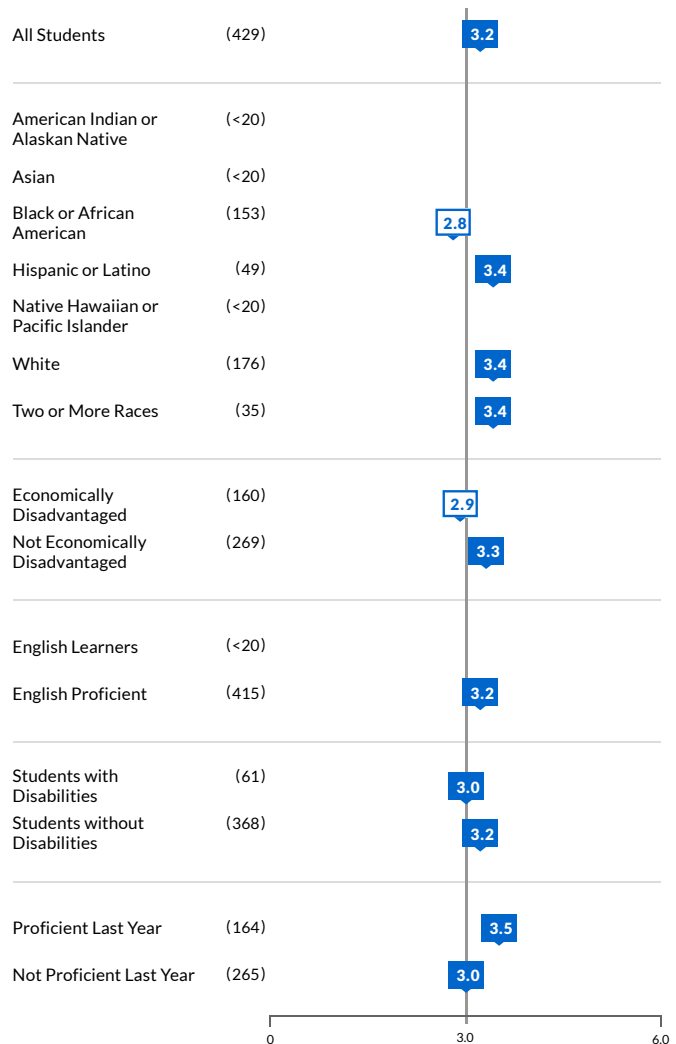 All Students (429) 3.2
American Indian or (<20)
Alaskan Native
Asian (<20)
Black or African (153) 2.8
American
Hispanic or Latino (49) 3.4
Native Hawaiian or (<20)
Pacific Islander
White (176) 3.4
Two or More Races (35) 3.4
Economically (160) 2.9
Disadvantaged
Not Economically (269) 3.3
Disadvantaged
English Learners (<20)
English Proficient (415) 3.2
Students with (61) 3.0
Disabilities
Students without (368) 3.2
Disabilities
Proficient Last Year (164) 3.5
Not Proficient Last Year (265) 3.0
0 3.0 6.0